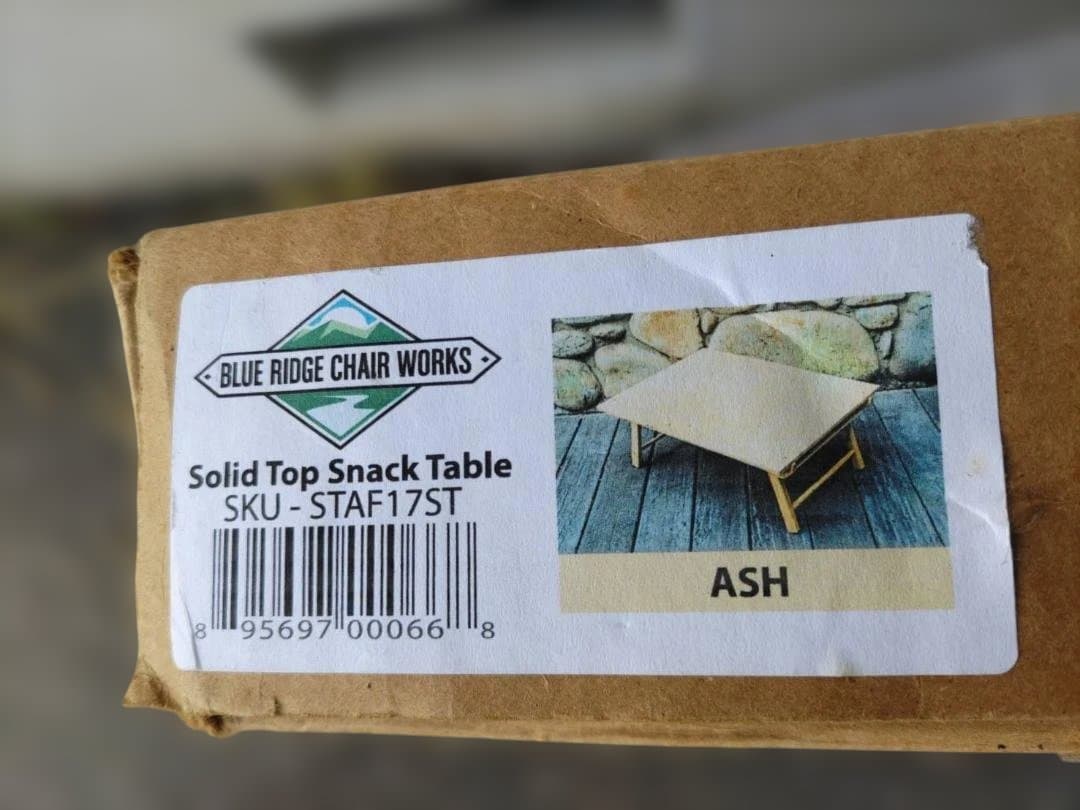 BLUE RIDGE CHAIR WORKS
Solid Top Snack Table
SKU - STAF17ST
8 95697 00066 8
ASH